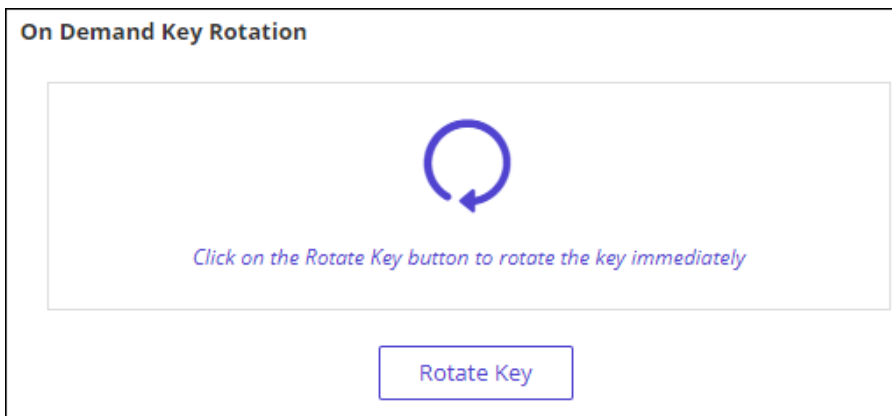 On Demand Key Rotation
Click on the Rotate Key button to rotate the key immediately
Rotate Key